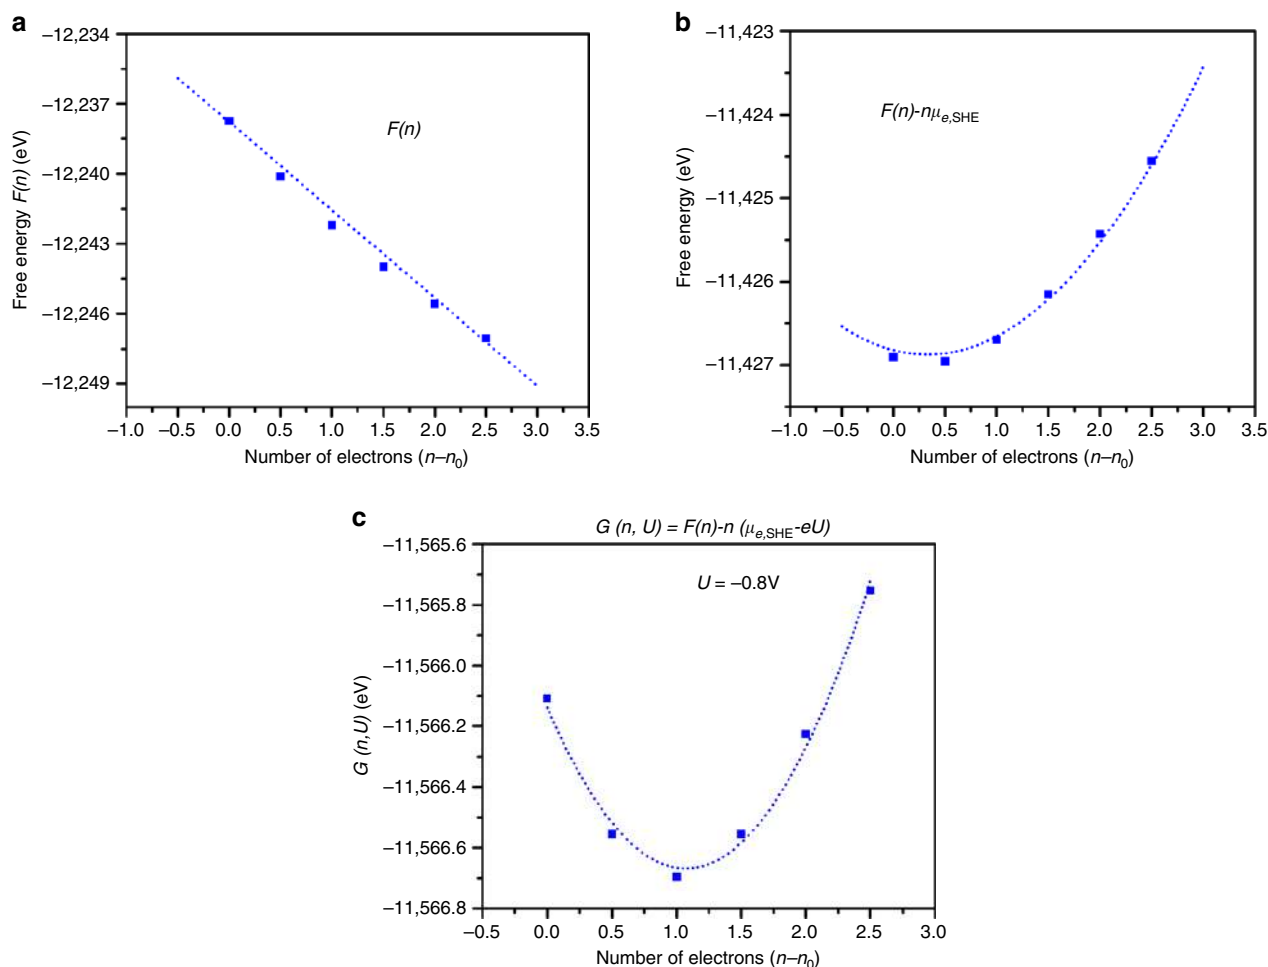 a
−12,234
−12,237
−12,240
−12,243
−12,246
−12,249
Free energy F(n) (eV)
F(n)
−1.0 −0.5 0.0 0.5 1.0 1.5 2.0 2.5 3.0 3.5
Number of electrons (n–n0)
b
−11,423
−11,424
−11,425
−11,426
−11,427
Free energy (eV)
F(n)-nμe,SHE
−1.0 −0.5 0.0 0.5 1.0 1.5 2.0 2.5 3.0 3.5
Number of electrons (n–n0)
c
G (n, U) = F(n)-n (μe,SHE-eU)
−11,565.6
−11,565.8
−11,566.0
−11,566.2
−11,566.4
−11,566.6
−11,566.8
G (n,U) (eV)
U = −0.8V
−0.5 0.0 0.5 1.0 1.5 2.0 2.5 3.0
Number of electrons (n–n0)